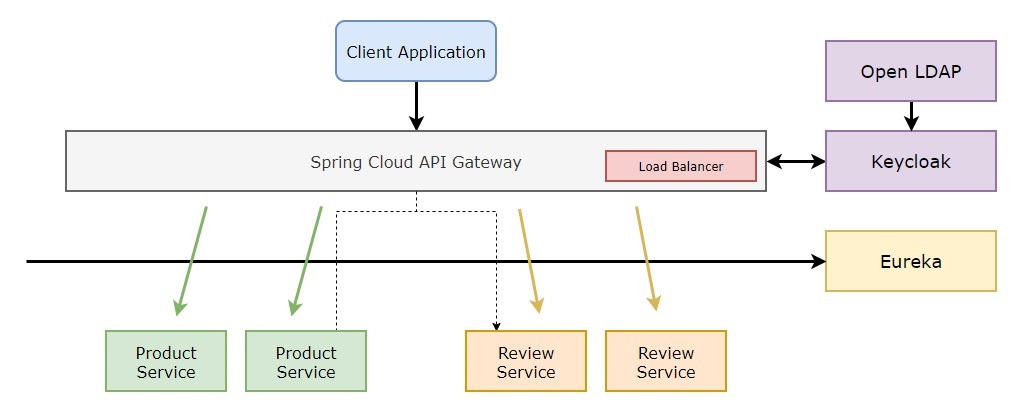 Client Application
Open LDAP
Spring Cloud API Gateway
Load Balancer
Keycloak
Eureka
Product
Service
Product
Service
Review
Service
Review
Service